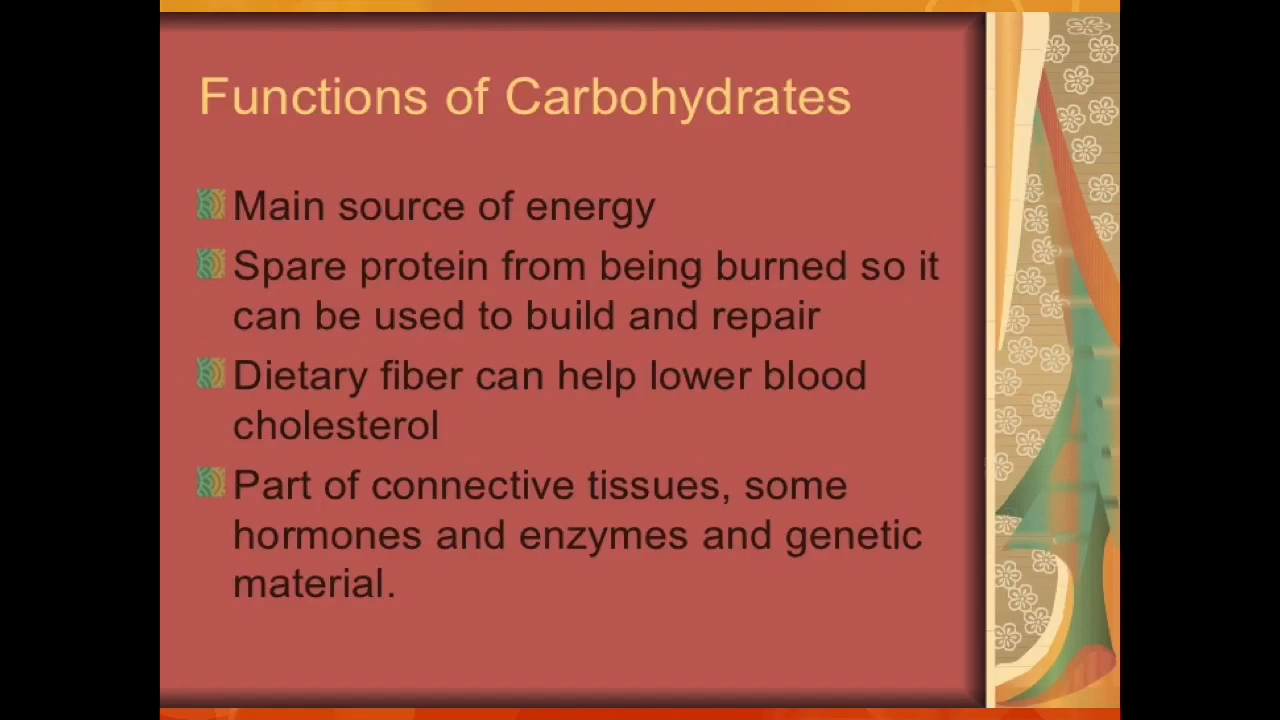 Functions of Carbohydrates
Main source of energy
Spare protein from being burned so it
can be used to build and repair
Dietary fiber can help lower blood
cholesterol
Part of connective tissues, some
hormones and enzymes and genetic
material.